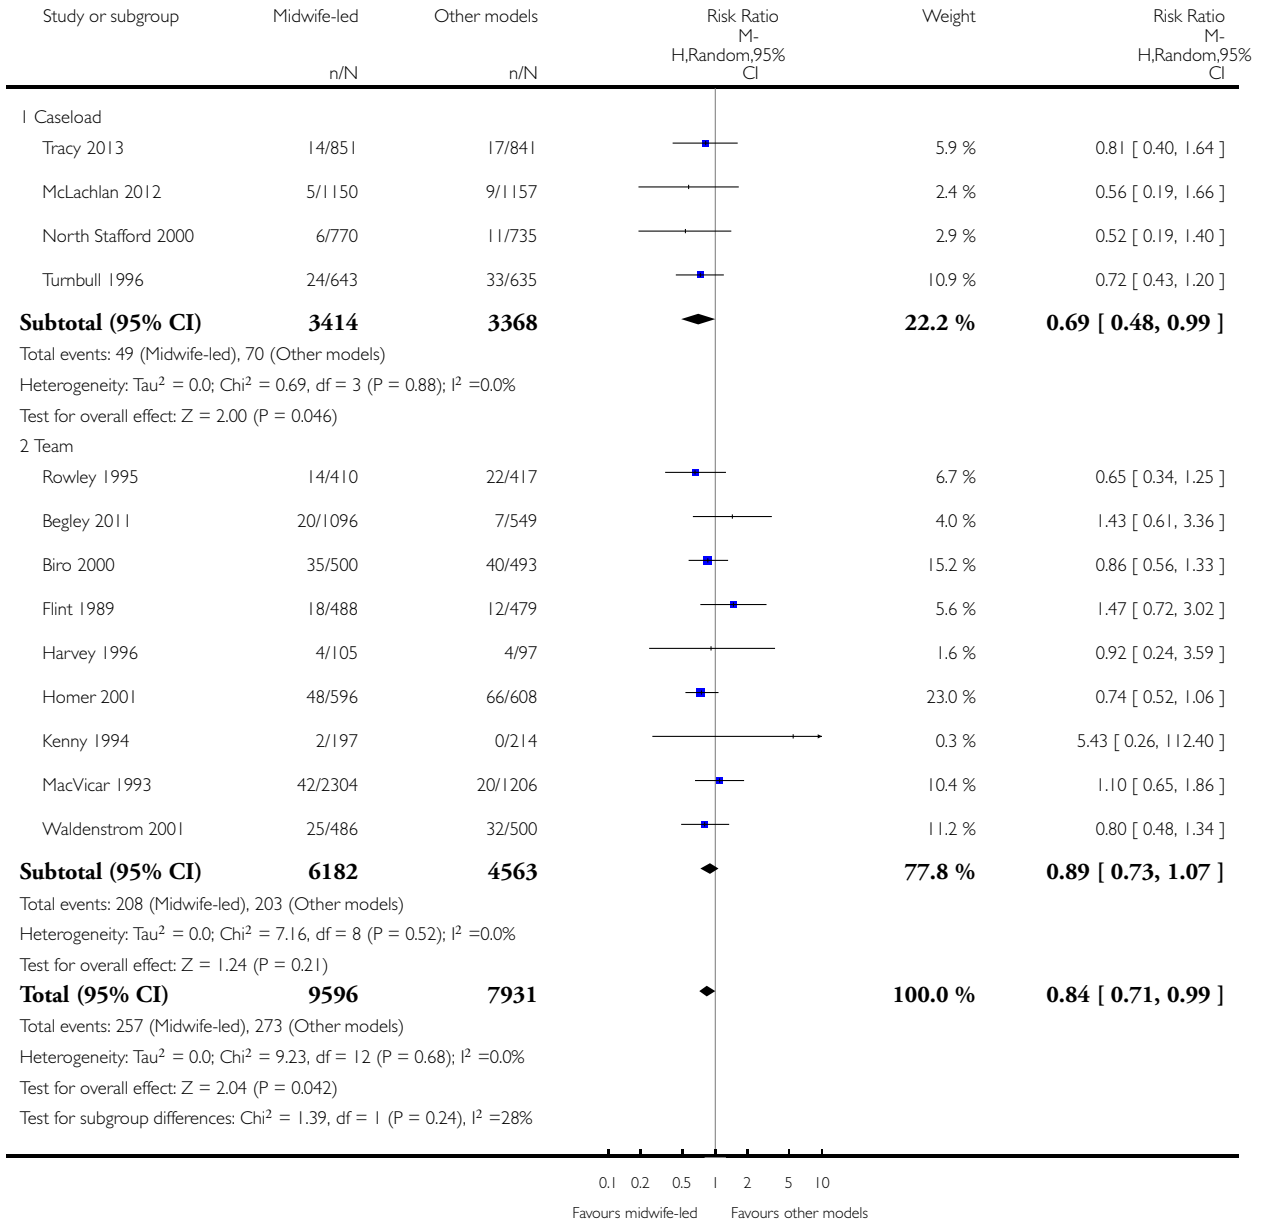 Study or subgroup Midwife-led Other models Risk Ratio Weight Risk Ratio
M- M-
H,Random,95% H,Random,95%
n/N n/N CI CI
1 Caseload
Tracy 2013 14/851 17/841 5.9 % 0.81 [ 0.40, 1.64 ]
McLachlan 2012 5/1150 9/1157 2.4 % 0.56 [ 0.19, 1.66 ]
North Stafford 2000 6/770 11/735 2.9 % 0.52 [ 0.19, 1.40 ]
Turnbull 1996 24/643 33/635 10.9 % 0.72 [ 0.43, 1.20 ]
Subtotal (95% CI) 3414 3368 22.2 % 0.69 [ 0.48, 0.99 ]
Total events: 49 (Midwife-led), 70 (Other models)
Heterogeneity: Tau² = 0.0; Chi² = 0.69, df = 3 (P = 0.88); I² =0.0%
Test for overall effect: Z = 2.00 (P = 0.046)
2 Team
Rowley 1995 14/410 22/417 6.7 % 0.65 [ 0.34, 1.25 ]
Begley 2011 20/1096 7/549 4.0 % 1.43 [ 0.61, 3.36 ]
Biro 2000 35/500 40/493 15.2 % 0.86 [ 0.56, 1.33 ]
Flint 1989 18/488 12/479 5.6 % 1.47 [ 0.72, 3.02 ]
Harvey 1996 4/105 4/97 1.6 % 0.92 [ 0.24, 3.59 ]
Homer 2001 48/596 66/608 23.0 % 0.74 [ 0.52, 1.06 ]
Kenny 1994 2/197 0/214 0.3 % 5.43 [ 0.26, 112.40 ]
MacVicar 1993 42/2304 20/1206 10.4 % 1.10 [ 0.65, 1.86 ]
Waldenstrom 2001 25/486 32/500 11.2 % 0.80 [ 0.48, 1.34 ]
Subtotal (95% CI) 6182 4563 77.8 % 0.89 [ 0.73, 1.07 ]
Total events: 208 (Midwife-led), 203 (Other models)
Heterogeneity: Tau² = 0.0; Chi² = 7.16, df = 8 (P = 0.52); I² =0.0%
Test for overall effect: Z = 1.24 (P = 0.21)
Total (95% CI) 9596 7931 100.0 % 0.84 [ 0.71, 0.99 ]
Total events: 257 (Midwife-led), 273 (Other models)
Heterogeneity: Tau² = 0.0; Chi² = 9.23, df = 12 (P = 0.68); I² =0.0%
Test for overall effect: Z = 2.04 (P = 0.042)
Test for subgroup differences: Chi² = 1.39, df = 1 (P = 0.24), I² =28%
0.1 0.2 0.5 1 2 5 10
Favours midwife-led Favours other models